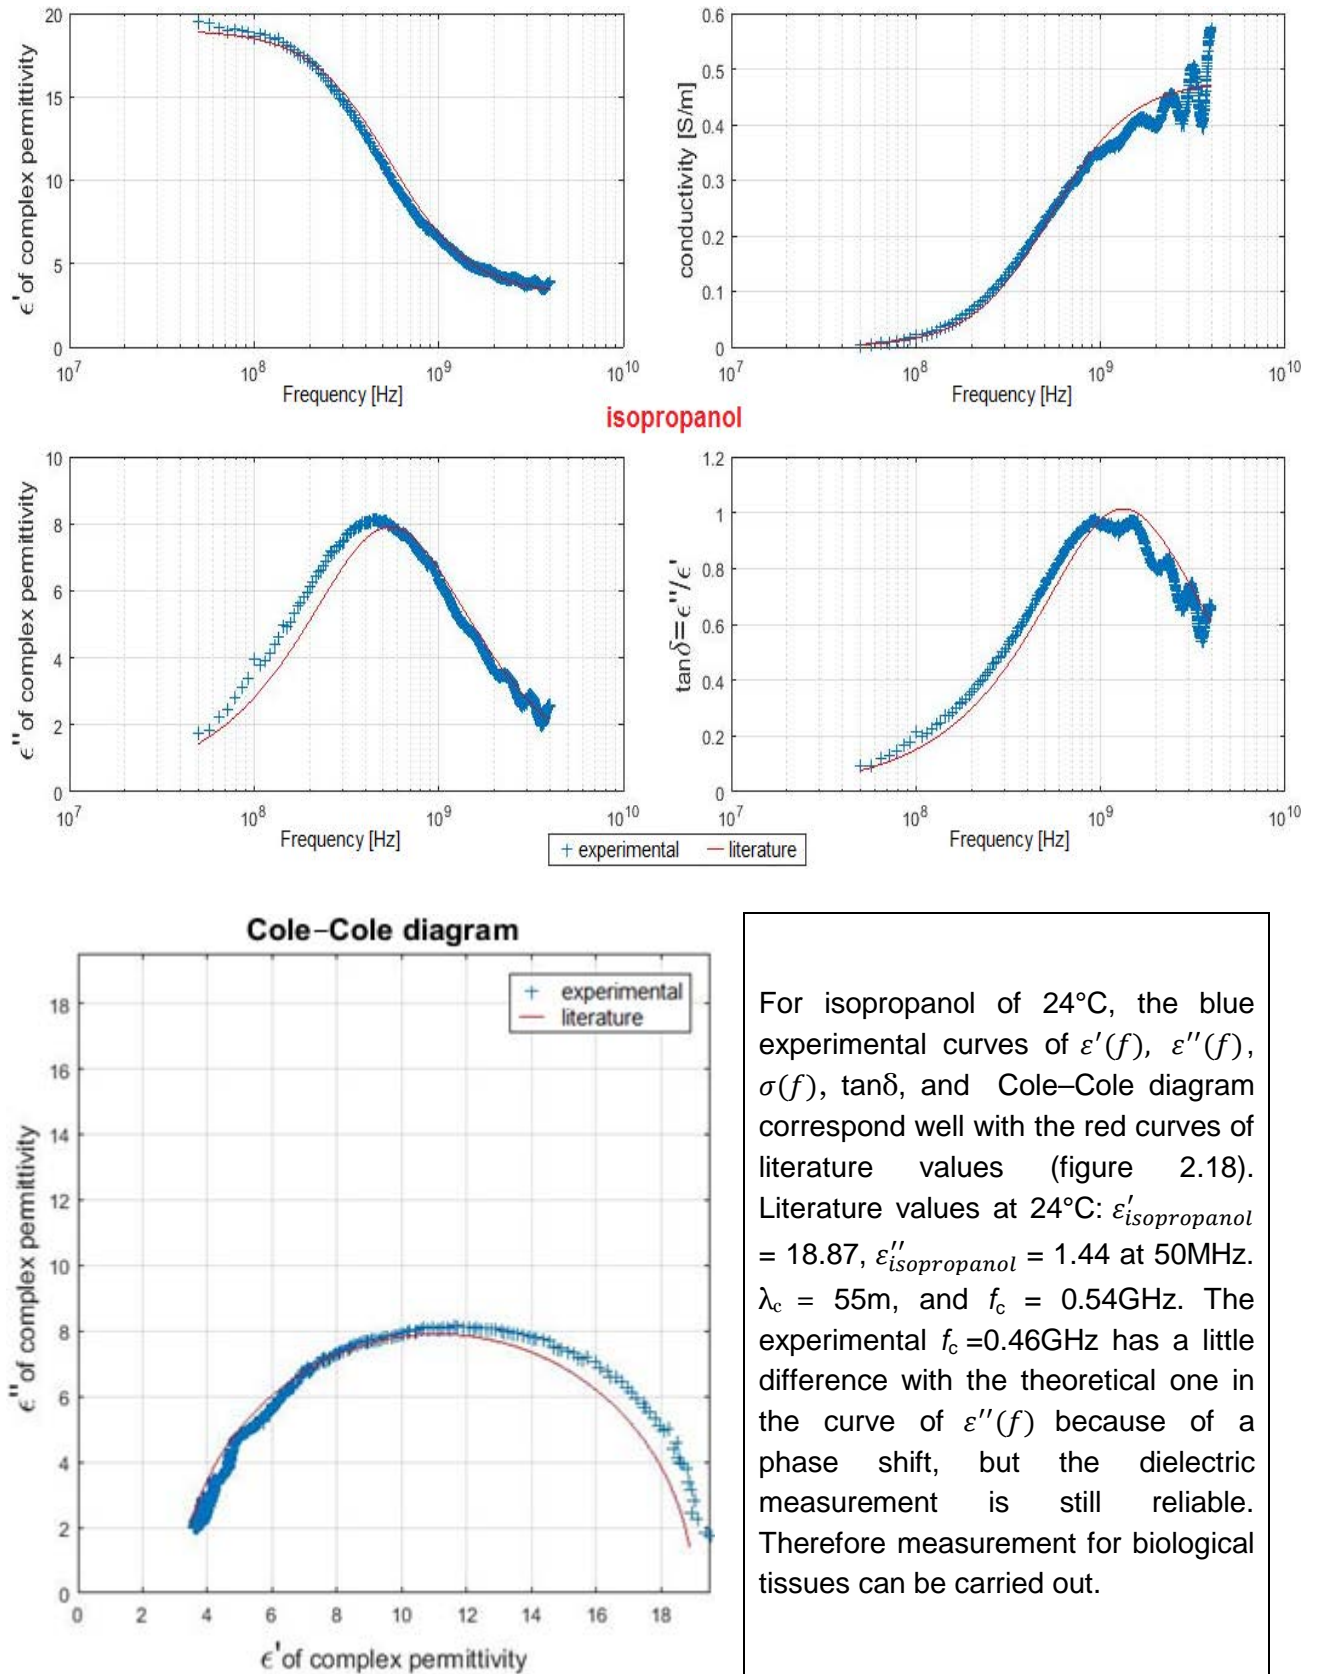 20
15
10
5
0
10^7
10^8
10^9
10^10
Frequency [Hz]
ϵ' of complex permittivity
0.6
0.5
0.4
0.3
0.2
0.1
0
10^7
10^8
10^9
10^10
Frequency [Hz]
conductivity [S/m]
isopropanol
10
8
6
4
2
0
10^7
10^8
10^9
10^10
Frequency [Hz]
ϵ'' of complex permittivity
1.2
1
0.8
0.6
0.4
0.2
0
10^7
10^8
10^9
10^10
Frequency [Hz]
tanδ=ϵ''/ϵ'
+ experimental — literature
Cole–Cole diagram
experimental
literature
18
16
14
12
10
8
6
4
2
0
0 2 4 6 8 10 12 14 16 18
ϵ'' of complex permittivity
ϵ' of complex permittivity
For isopropanol of 24°C, the blue
experimental curves of ε′(f), ε′′(f),
σ(f), tanδ, and Cole–Cole diagram
correspond well with the red curves of
literature values (figure 2.18).
Literature values at 24°C: ε′isopropanol
= 18.87, ε′′isopropanol = 1.44 at 50MHz.
λc = 55m, and fc = 0.54GHz. The
experimental fc =0.46GHz has a little
difference with the theoretical one in
the curve of ε′′(f) because of a
phase shift, but the dielectric
measurement is still reliable.
Therefore measurement for biological
tissues can be carried out.